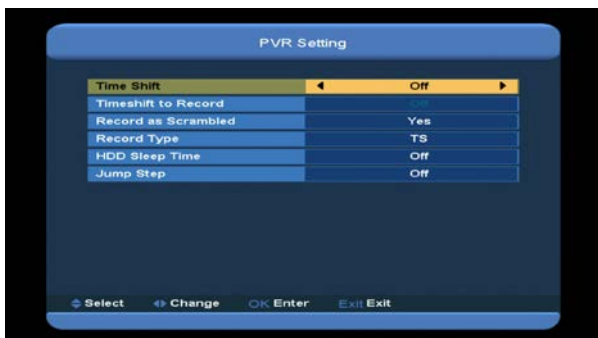 PVR Setting
Time Shift Off
Timeshift to Record Off
Record as Scrambled Yes
Record Type TS
HDD Sleep Time Off
Jump Step Off
Select Change OK Enter Exit Exit